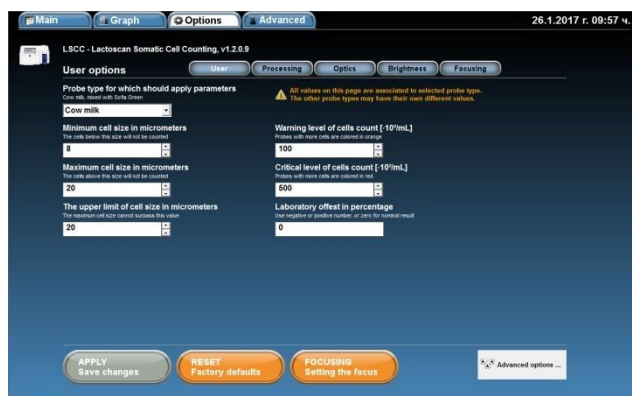 Main
Graph
Options
Advanced
26.1.2017 г. 09:57 ч.
LSCC - Lactoscan Somatic Cell Counting, v1.2.0.9
User options
User
Processing
Optics
Brightness
Focusing
Probe type for which should apply parameters
Cow milk, mixed with Sofia Green
Cow milk
All values on this page are associated to selected probe type.
The other probe types may have their own different values.
Minimum cell size in micrometers
The cells below this size will not be counted
8
Warning level of cells count [·10³/mL]
Probes with more cells are colored in orange
100
Maximum cell size in micrometers
The cells above this size will not be counted
20
Critical level of cells count [·10³/mL]
Probes with more cells are colored in red
500
The upper limit of cell size in micrometers
The maximum cell size cannot surpass this value
20
Laboratory offest in percentage
Use negative or positive number, or zero for nominal result
0
APPLY
Save changes
RESET
Factory defaults
FOCUSING
Setting the focus
Advanced options ...